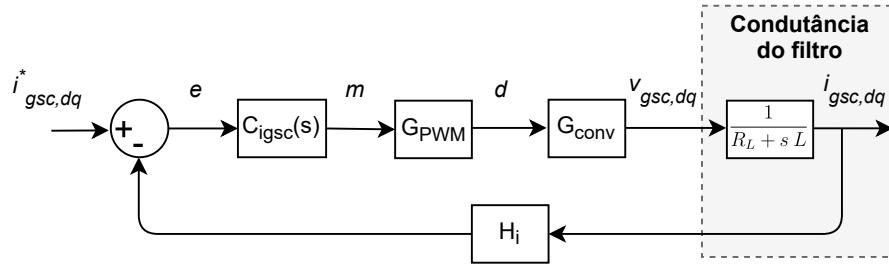 Condutância
do filtro
i*gsc,dq
e
m
d
vgsc,dq
igsc,dq
+
-
Cigsc(s)
GPWM
Gconv
1
RL + s L
Hi